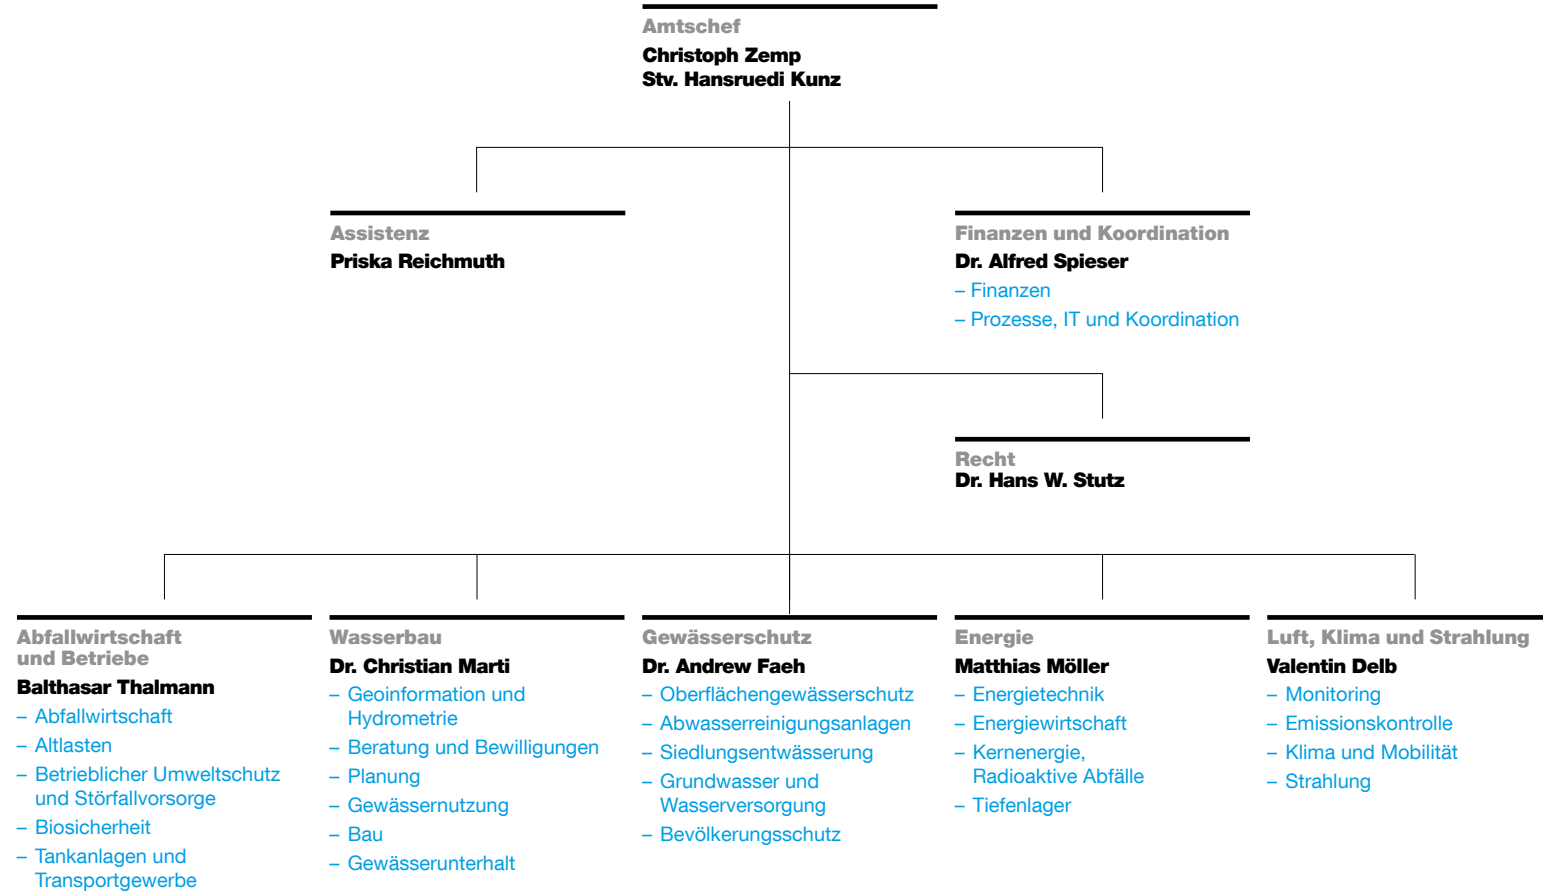 Amtschef
Christoph Zemp
Stv. Hansruedi Kunz
Assistenz
Priska Reichmuth
Finanzen und Koordination
Dr. Alfred Spieser
– Finanzen
– Prozesse, IT und Koordination
Recht
Dr. Hans W. Stutz
Abfallwirtschaft
und Betriebe
Balthasar Thalmann
– Abfallwirtschaft
– Altlasten
– Betrieblicher Umweltschutz
und Störfallvorsorge
– Biosicherheit
– Tankanlagen und
Transportgewerbe
Wasserbau
Dr. Christian Marti
– Geoinformation und
Hydrometrie
– Beratung und Bewilligungen
– Planung
– Gewässernutzung
– Bau
– Gewässerunterhalt
Gewässerschutz
Dr. Andrew Faeh
– Oberflächengewässerschutz
– Abwasserreinigungsanlagen
– Siedlungsentwässerung
– Grundwasser und
Wasserversorgung
– Bevölkerungsschutz
Energie
Matthias Möller
– Energietechnik
– Energiewirtschaft
– Kernenergie,
Radioaktive Abfälle
– Tiefenlager
Luft, Klima und Strahlung
Valentin Delb
– Monitoring
– Emissionskontrolle
– Klima und Mobilität
– Strahlung